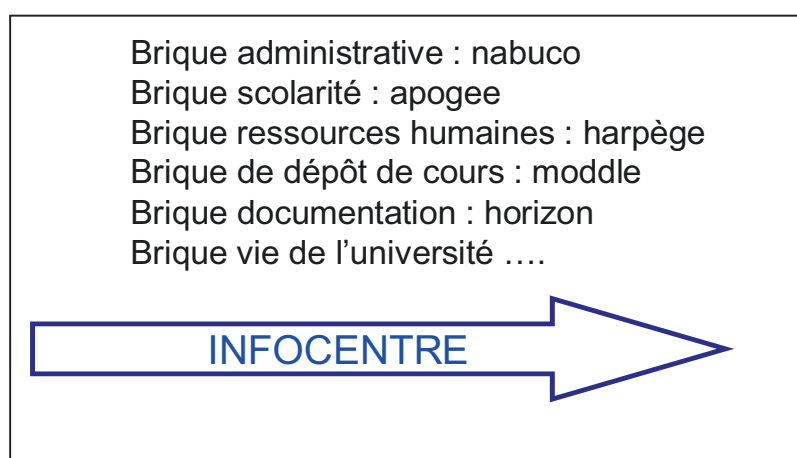 Brique administrative : nabuco
Brique scolarité : apogee
Brique ressources humaines : harpège
Brique de dépôt de cours : moddle
Brique documentation : horizon
Brique vie de l’université ….
INFOCENTRE